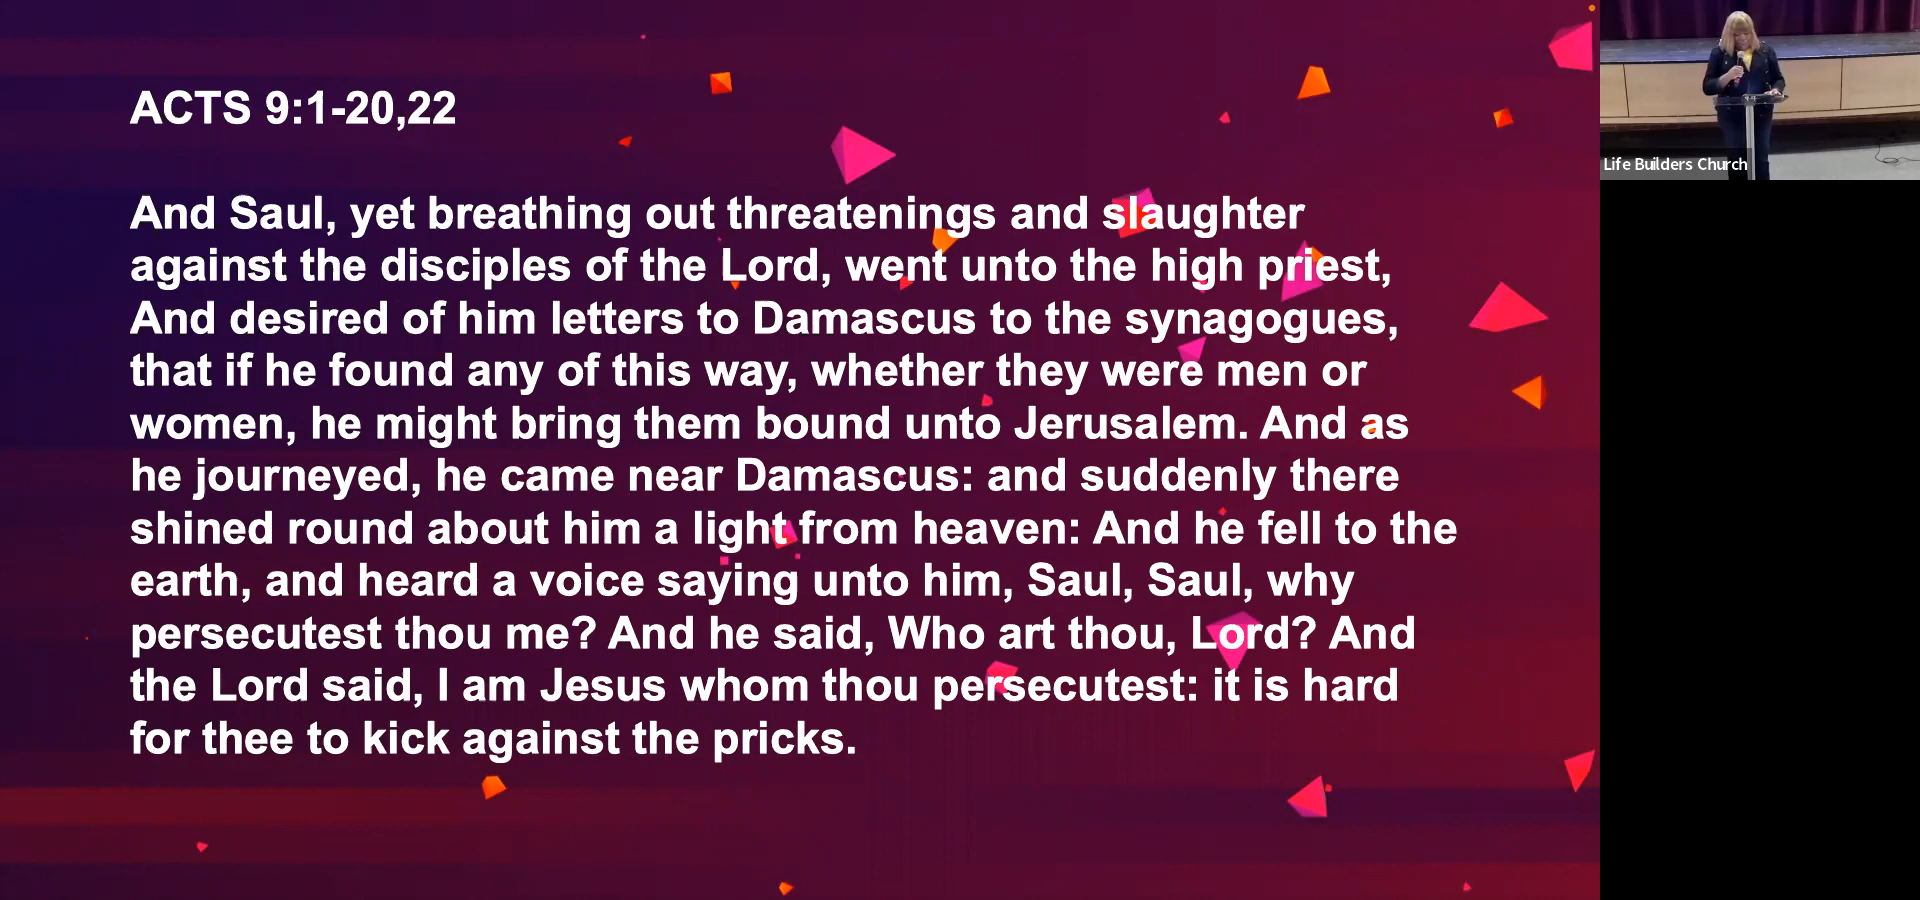 ACTS 9:1-20,22
And Saul, yet breathing out threatenings and slaughter
against the disciples of the Lord, went unto the high priest,
And desired of him letters to Damascus to the synagogues,
that if he found any of this way, whether they were men or
women, he might bring them bound unto Jerusalem. And as
he journeyed, he came near Damascus: and suddenly there
shined round about him a light from heaven: And he fell to the
earth, and heard a voice saying unto him, Saul, Saul, why
persecutest thou me? And he said, Who art thou, Lord? And
the Lord said, I am Jesus whom thou persecutest: it is hard
for thee to kick against the pricks.
Life Builders Church